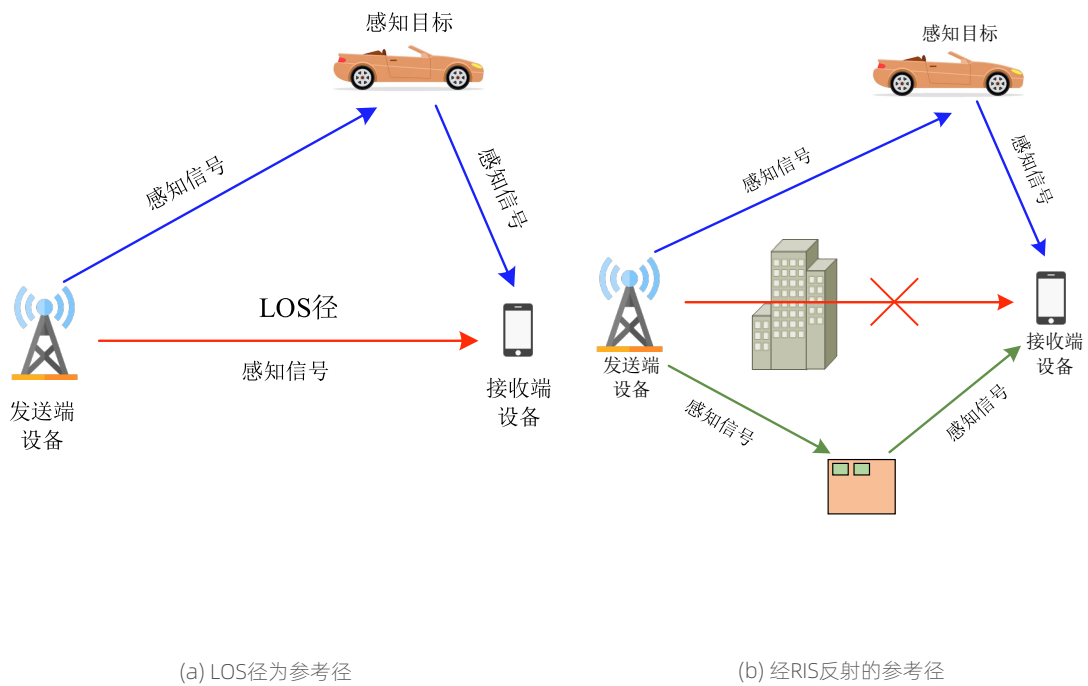 感知目标
感知信号
感知信号
LOS径
感知信号
发送端
设备
接收端
设备
(a) LOS径为参考径
感知目标
感知信号
感知信号
发送端
设备
接收端
设备
感知信号
感知信号
(b) 经RIS反射的参考径